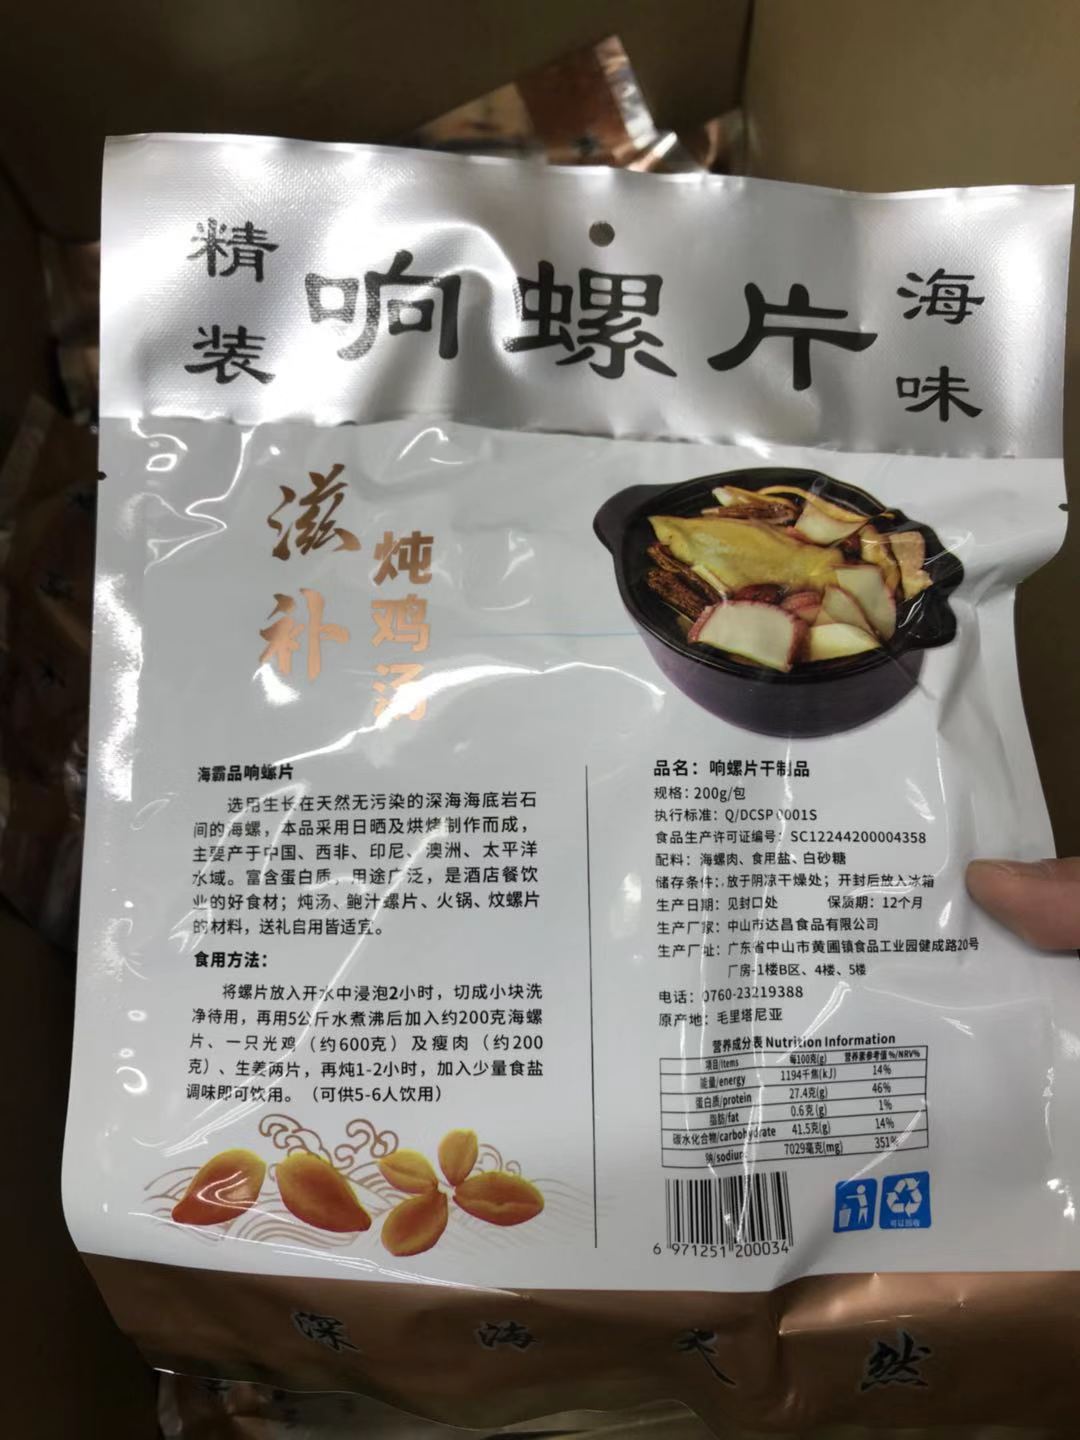 精装
响螺片
海味
滋补
炖鸡汤
海霸品响螺片
选用生长在天然无污染的深海海底岩石
间的海螺，本品采用日晒及烘烤制作而成，
主要产于中国、西非、印尼、澳洲、太平洋
水域。富含蛋白质，用途广泛，是酒店餐饮
业的好食材；炖汤、鲍汁螺片、火锅、炆螺片
的材料，送礼自用皆适宜。
食用方法：
将螺片放入开水中浸泡2小时，切成小块洗
净待用，再用5公斤水煮沸后加入约200克海螺
片、一只光鸡（约600克）及瘦肉（约200
克）、生姜两片，再炖1-2小时，加入少量食盐
调味即可饮用。（可供5-6人饮用）
品名：响螺片干制品
规格：200g/包
执行标准：Q/DCSP 0001S
食品生产许可证编号：SC12244200004358
配料：海螺肉、食用盐、白砂糖
储存条件：放于阴凉干燥处；开封后放入冰箱
生产日期：见封口处 保质期：12个月
生产厂家：中山市达昌食品有限公司
生产厂址：广东省中山市黄圃镇食品工业园健成路20号
厂房-1楼B区、4楼、5楼
电话：0760-23219388
原产地：毛里塔尼亚
营养成分表 Nutrition Information
项目/Items 每100克(g) 营养素参考值%/NRV%
能量/energy 1194千焦(kJ) 14%
蛋白质/protein 27.4克(g) 46%
脂肪/fat 0.6克(g) 1%
碳水化合物/carbohydrate 41.5克(g) 14%
钠/sodium 7029毫克(mg) 351%
6 971251 200034
可以回收
深海天然